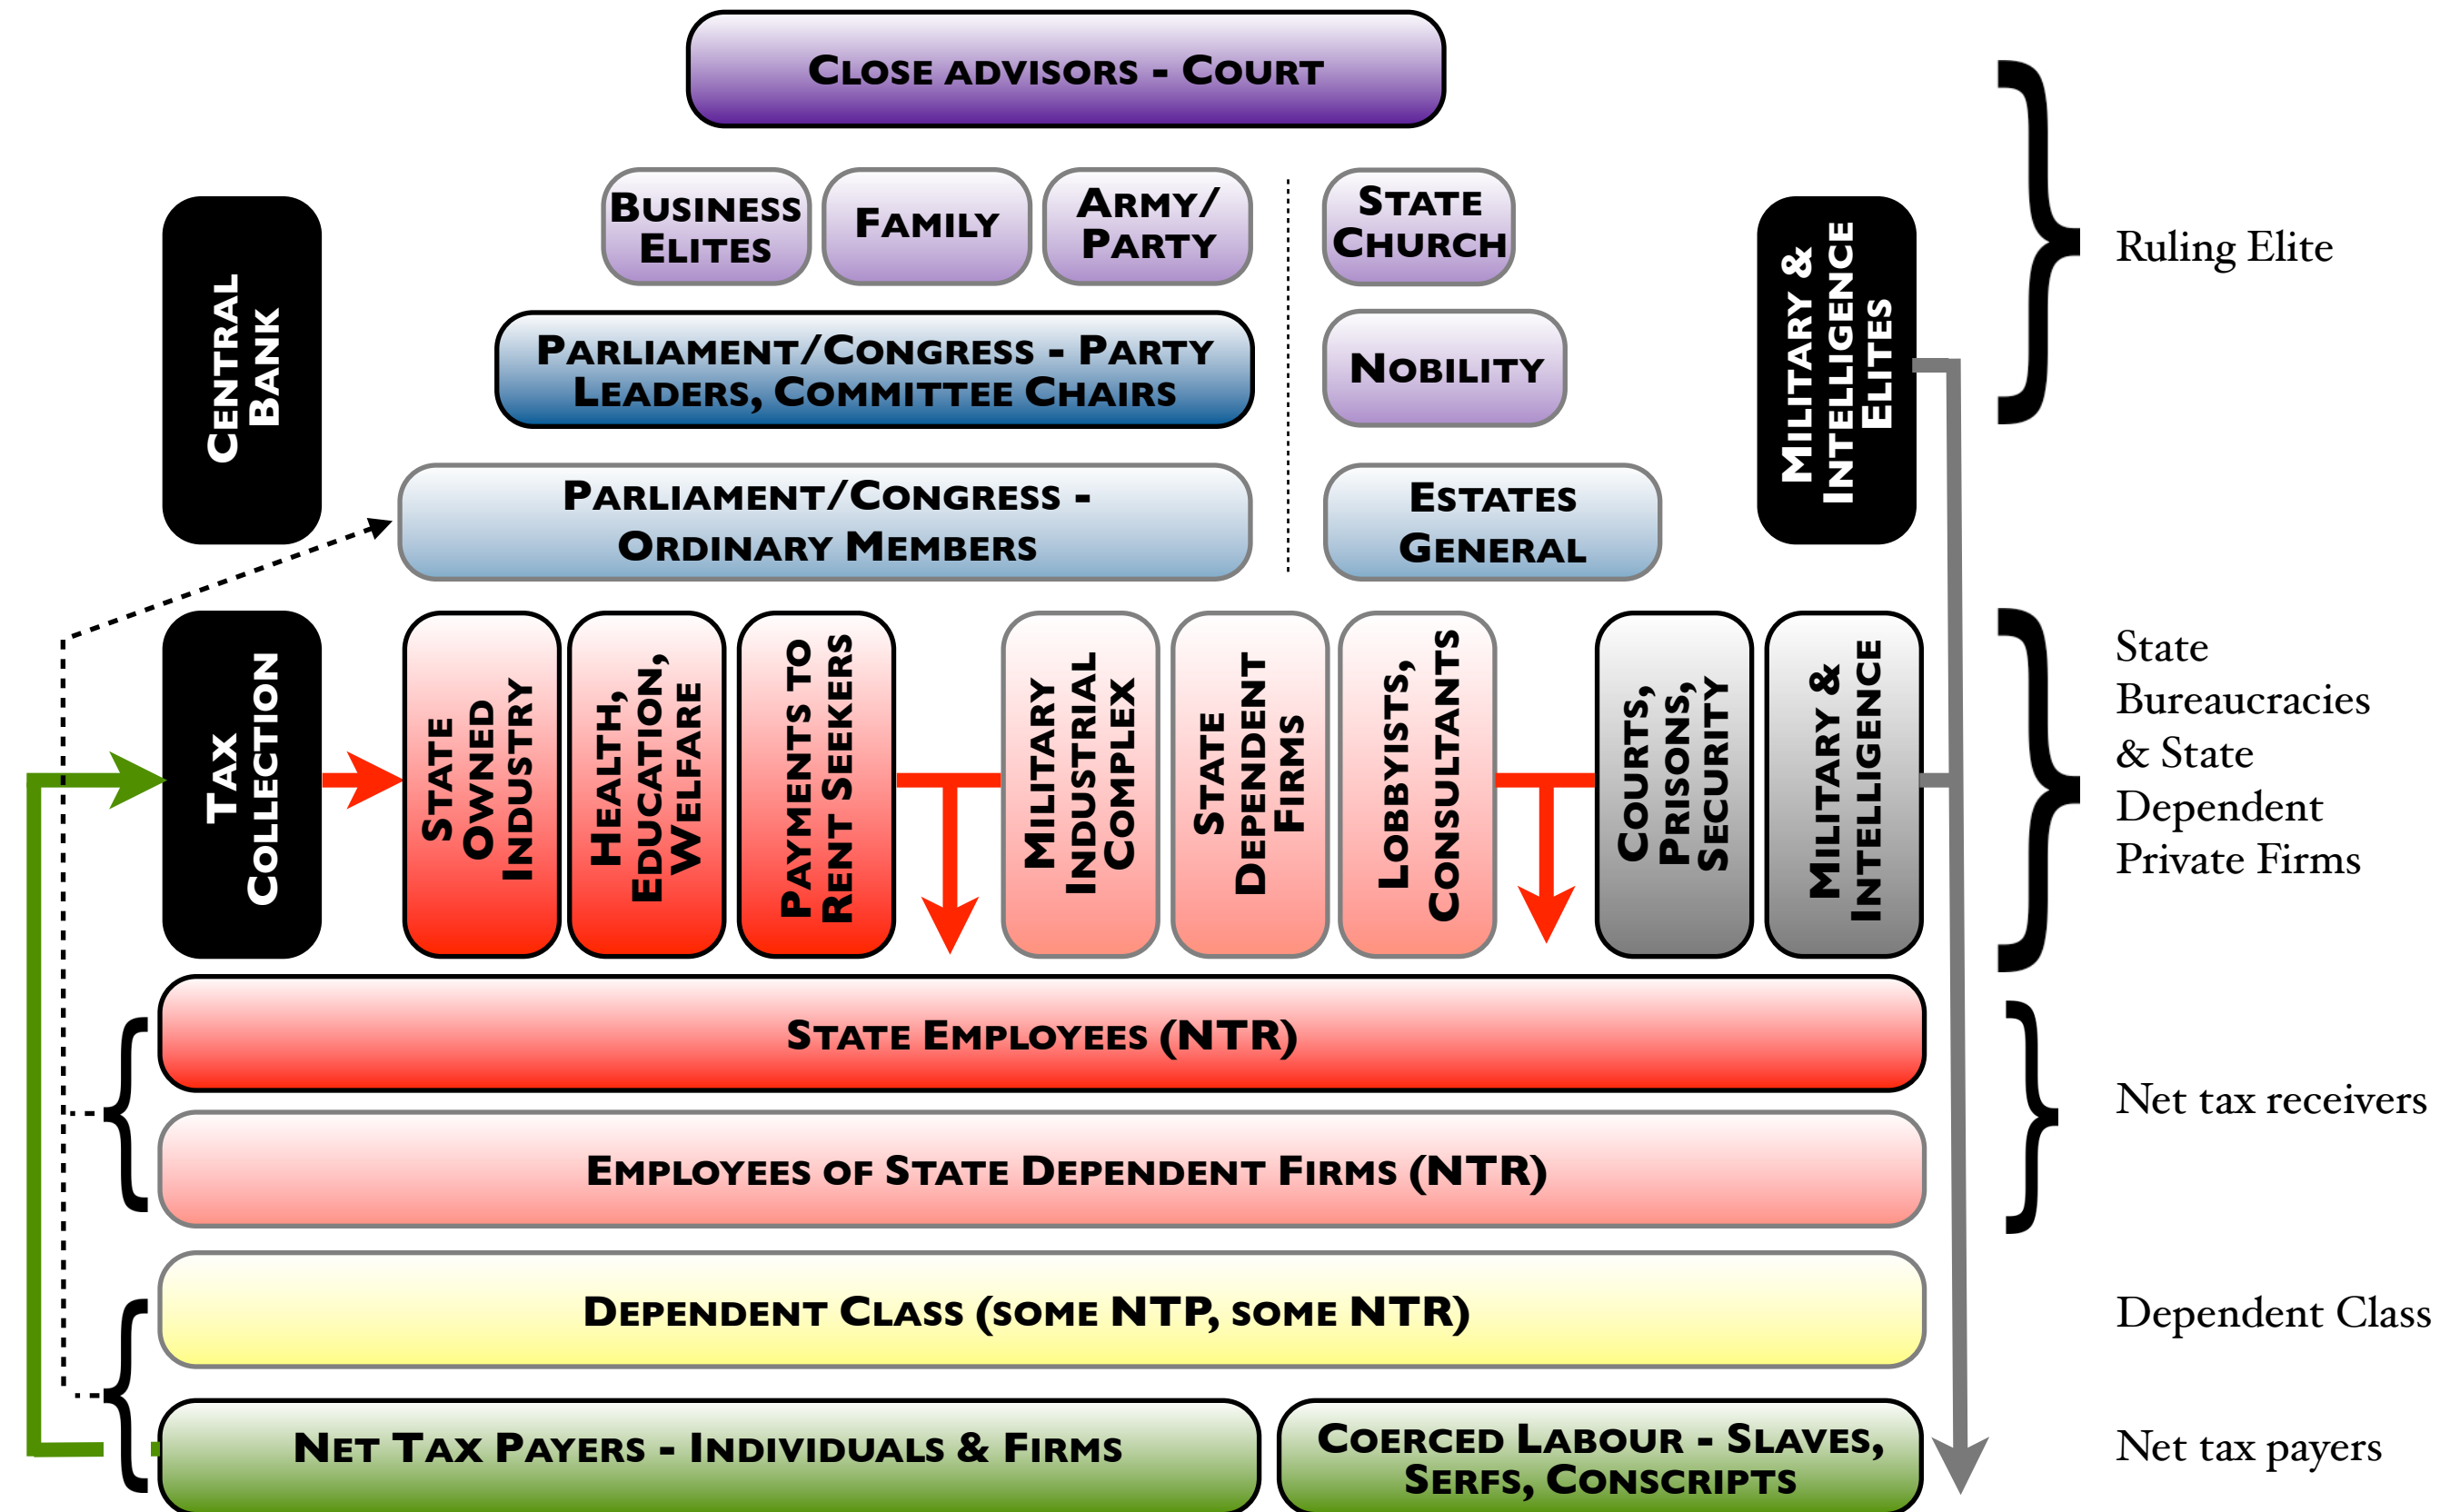 Close advisors - Court
Business
Elites
Family
Army/
Party
State
Church
Central
Bank
Military &
Intelligence
Elites
Ruling Elite
Parliament/Congress - Party
Leaders, Committee Chairs
Nobility
Parliament/Congress -
Ordinary Members
Estates
General
Tax
Collection
State
Owned
Industry
Health,
Education,
Welfare
Payments to
Rent Seekers
Military
Industrial
Complex
State
Dependent
Firms
Lobbyists,
Consultants
Courts,
Prisons,
Security
Military &
Intelligence
State
Bureaucracies
& State
Dependent
Private Firms
State Employees (NTR)
Employees of State Dependent Firms (NTR)
Net tax receivers
Dependent Class (some NTP, some NTR)
Dependent Class
Net Tax Payers - Individuals & Firms
Coerced Labour - Slaves,
Serfs, Conscripts
Net tax payers